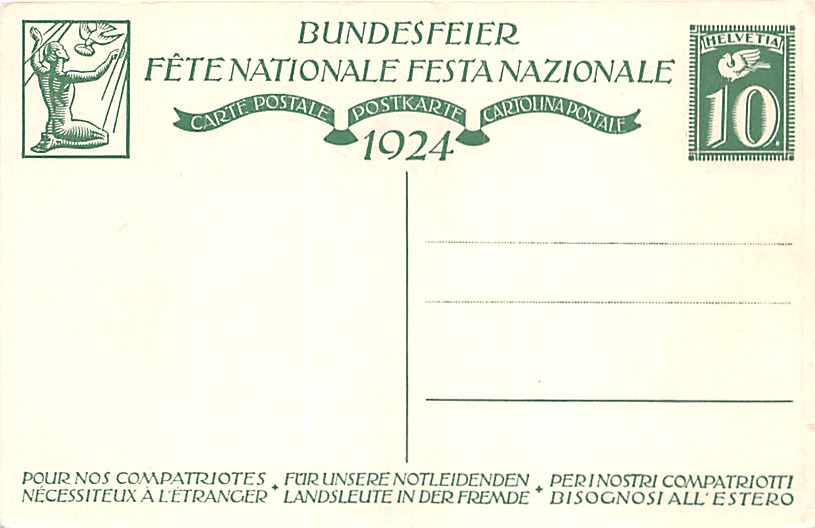 BUNDESFEIER
FÊTE NATIONALE FESTA NAZIONALE
CARTE POSTALE POSTKARTE CARTOLINA POSTALE
1924
HELVETIA
10
POUR NOS COMPATRIOTES
NÉCESSITEUX À L'ÉTRANGER
FÜR UNSERE NOTLEIDENDEN
LANDSLEUTE IN DER FREMDE
PER I NOSTRI COMPATRIOTTI
BISOGNOSI ALL'ESTERO